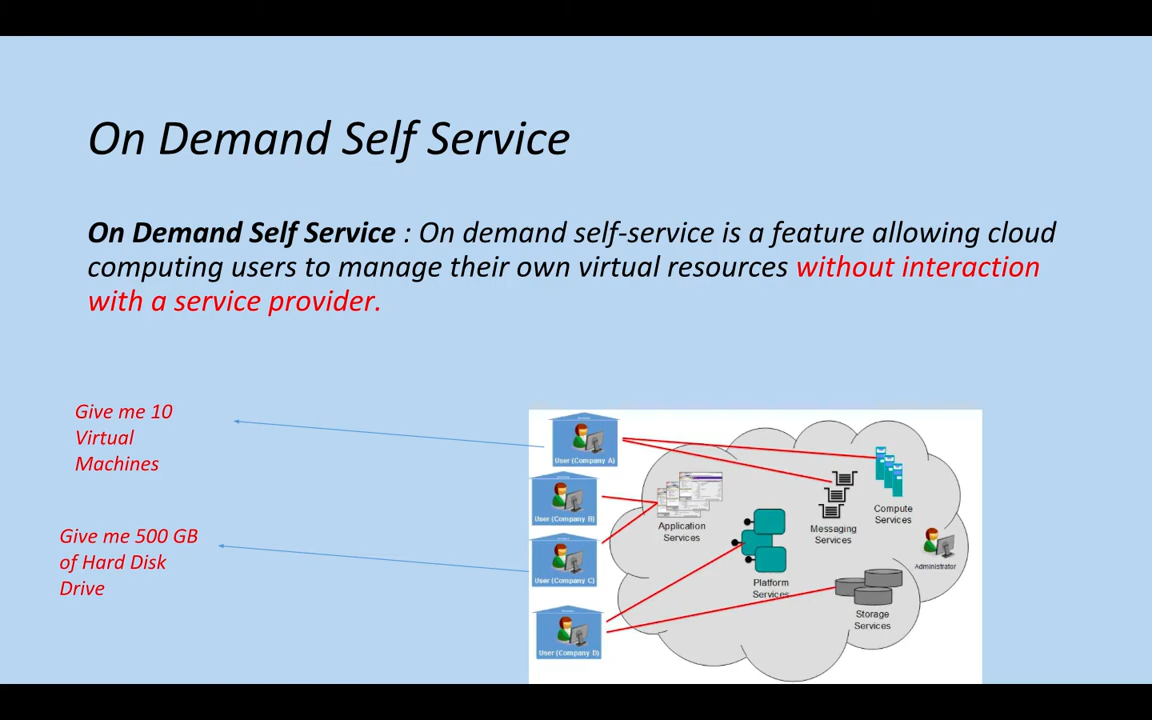 On Demand Self Service
On Demand Self Service : On demand self-service is a feature allowing cloud
computing users to manage their own virtual resources without interaction
with a service provider.
Give me 10
Virtual
Machines
Give me 500 GB
of Hard Disk
Drive
User (Company A)
User (Company B)
User (Company C)
User (Company D)
Application
Services
Platform
Services
Messaging
Services
Compute
Services
Administrator
Storage
Services